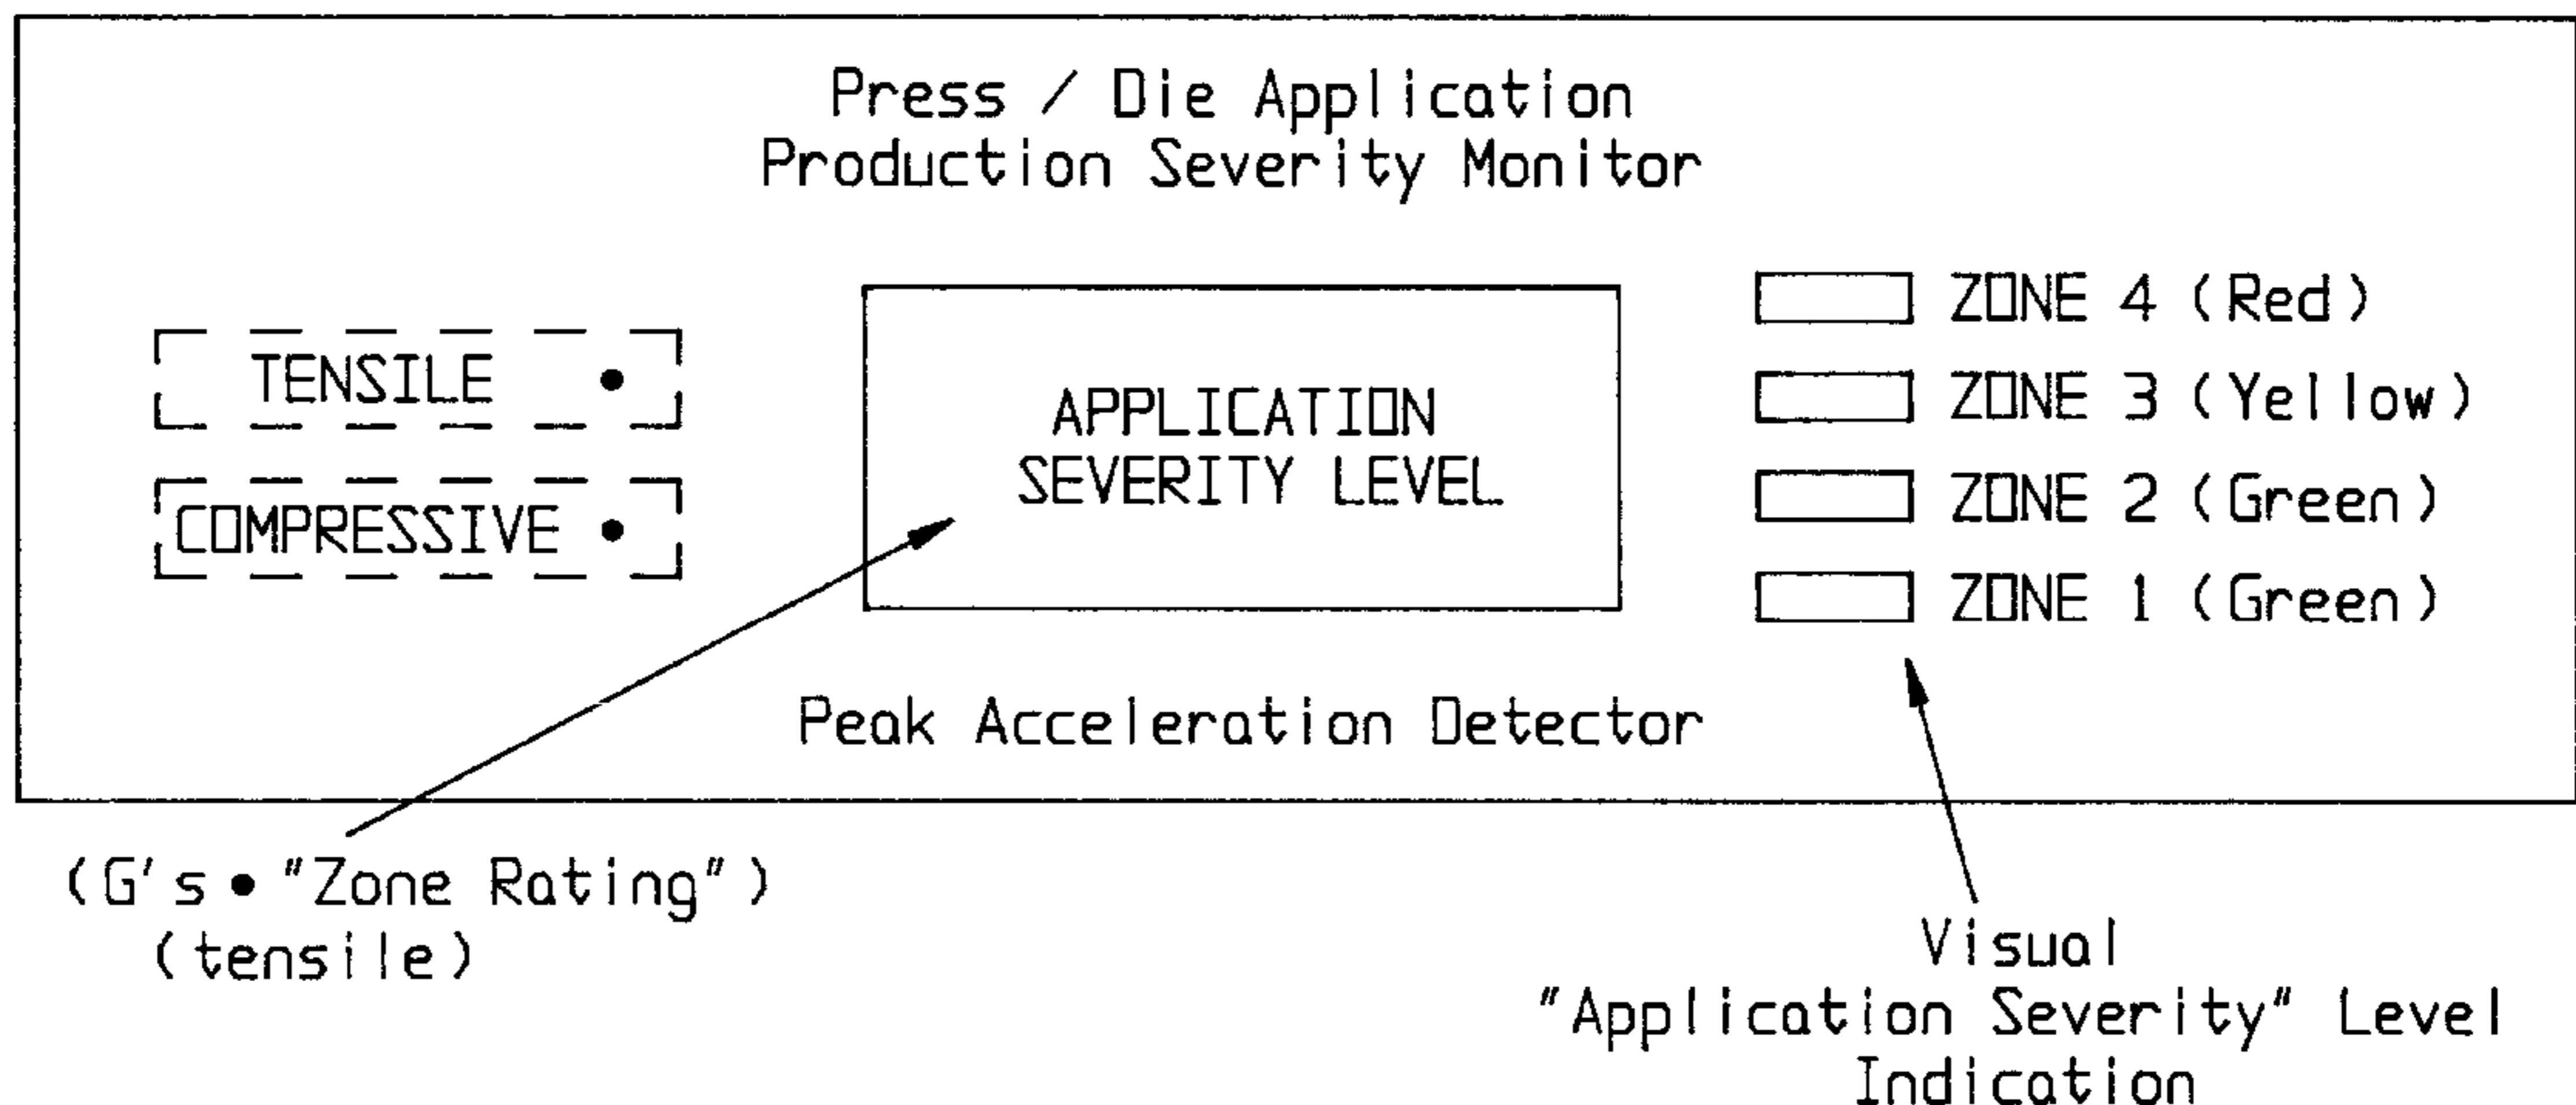 Press / Die Application
Production Severity Monitor
TENSILE •
COMPRESSIVE •
APPLICATION
SEVERITY LEVEL
ZONE 4 (Red)
ZONE 3 (Yellow)
ZONE 2 (Green)
ZONE 1 (Green)
Peak Acceleration Detector
(G's • "Zone Rating")
(tensile)
Visual
"Application Severity" Level
Indication